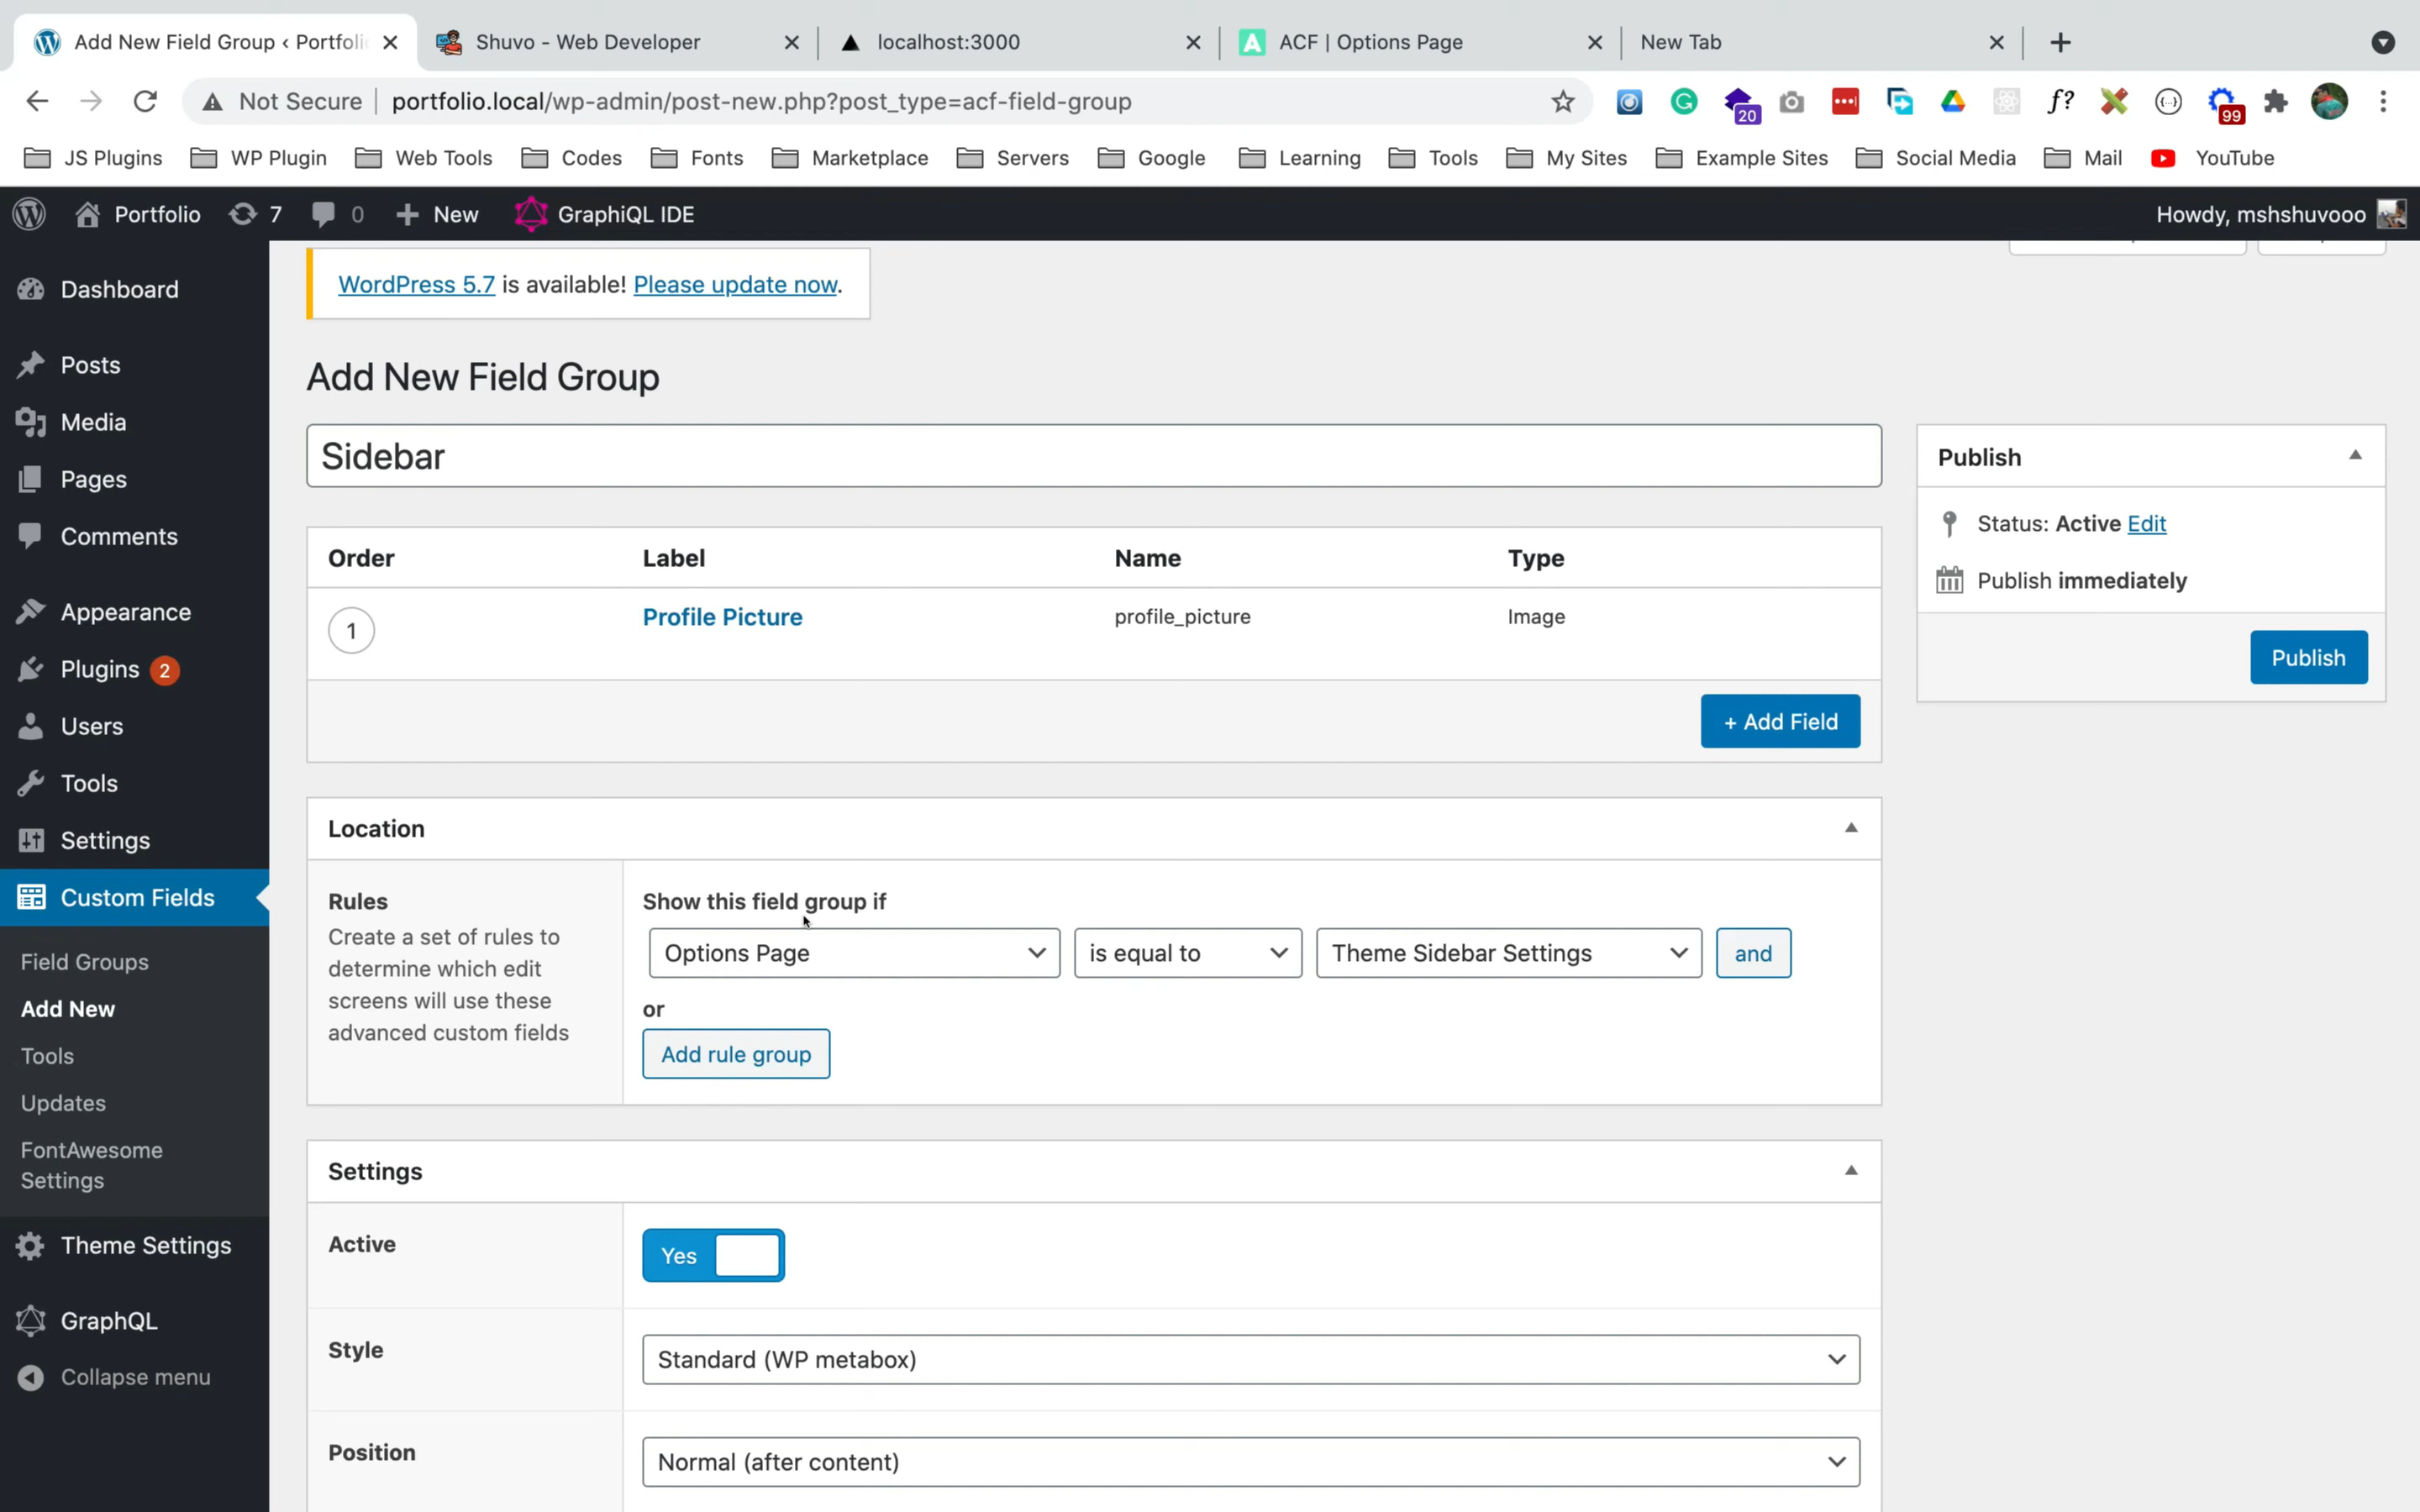 Add New Field Group ‹ Portfoli
Shuvo - Web Developer
localhost:3000
ACF | Options Page
New Tab
Not Secure
portfolio.local/wp-admin/post-new.php?post_type=acf-field-group
20
f?
99
JS Plugins
WP Plugin
Web Tools
Codes
Fonts
Marketplace
Servers
Google
Learning
Tools
My Sites
Example Sites
Social Media
Mail
YouTube
Portfolio
7
0
New
GraphiQL IDE
Howdy, mshshuvooo
Dashboard
Posts
Media
Pages
Comments
Appearance
Plugins 2
Users
Tools
Settings
Custom Fields
Field Groups
Add New
Tools
Updates
FontAwesome
Settings
Theme Settings
GraphQL
Collapse menu
WordPress 5.7 is available! Please update now.
Add New Field Group
Sidebar
Order Label Name Type
1 Profile Picture profile_picture Image
+ Add Field
Location
Rules
Create a set of rules to
determine which edit
screens will use these
advanced custom fields
Show this field group if
Options Page
is equal to
Theme Sidebar Settings
and
or
Add rule group
Settings
Active
Yes
Style
Standard (WP metabox)
Position
Normal (after content)
Publish
Status: Active Edit
Publish immediately
Publish